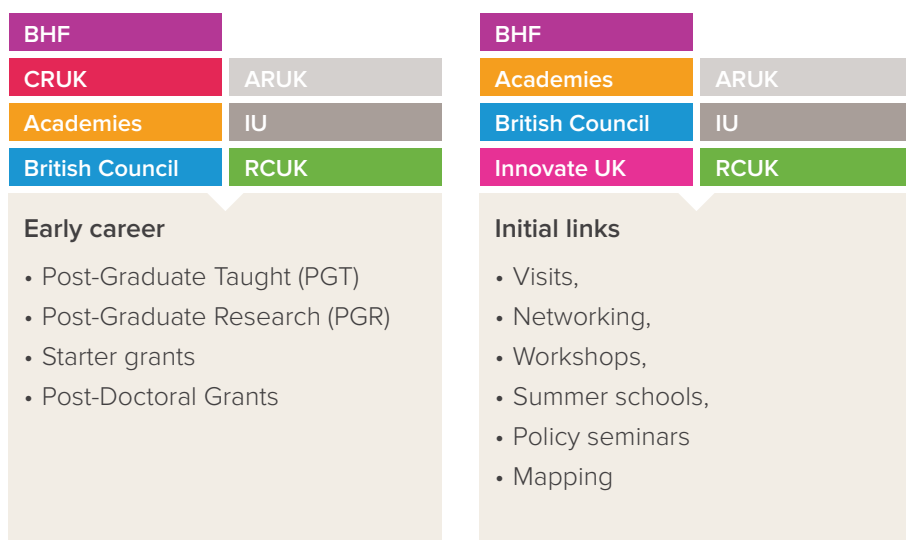 BHF
CRUK
ARUK
Academies
IU
British Council
RCUK
Early career
• Post-Graduate Taught (PGT)
• Post-Graduate Research (PGR)
• Starter grants
• Post-Doctoral Grants
BHF
Academies
ARUK
British Council
IU
Innovate UK
RCUK
Initial links
• Visits,
• Networking,
• Workshops,
• Summer schools,
• Policy seminars
• Mapping